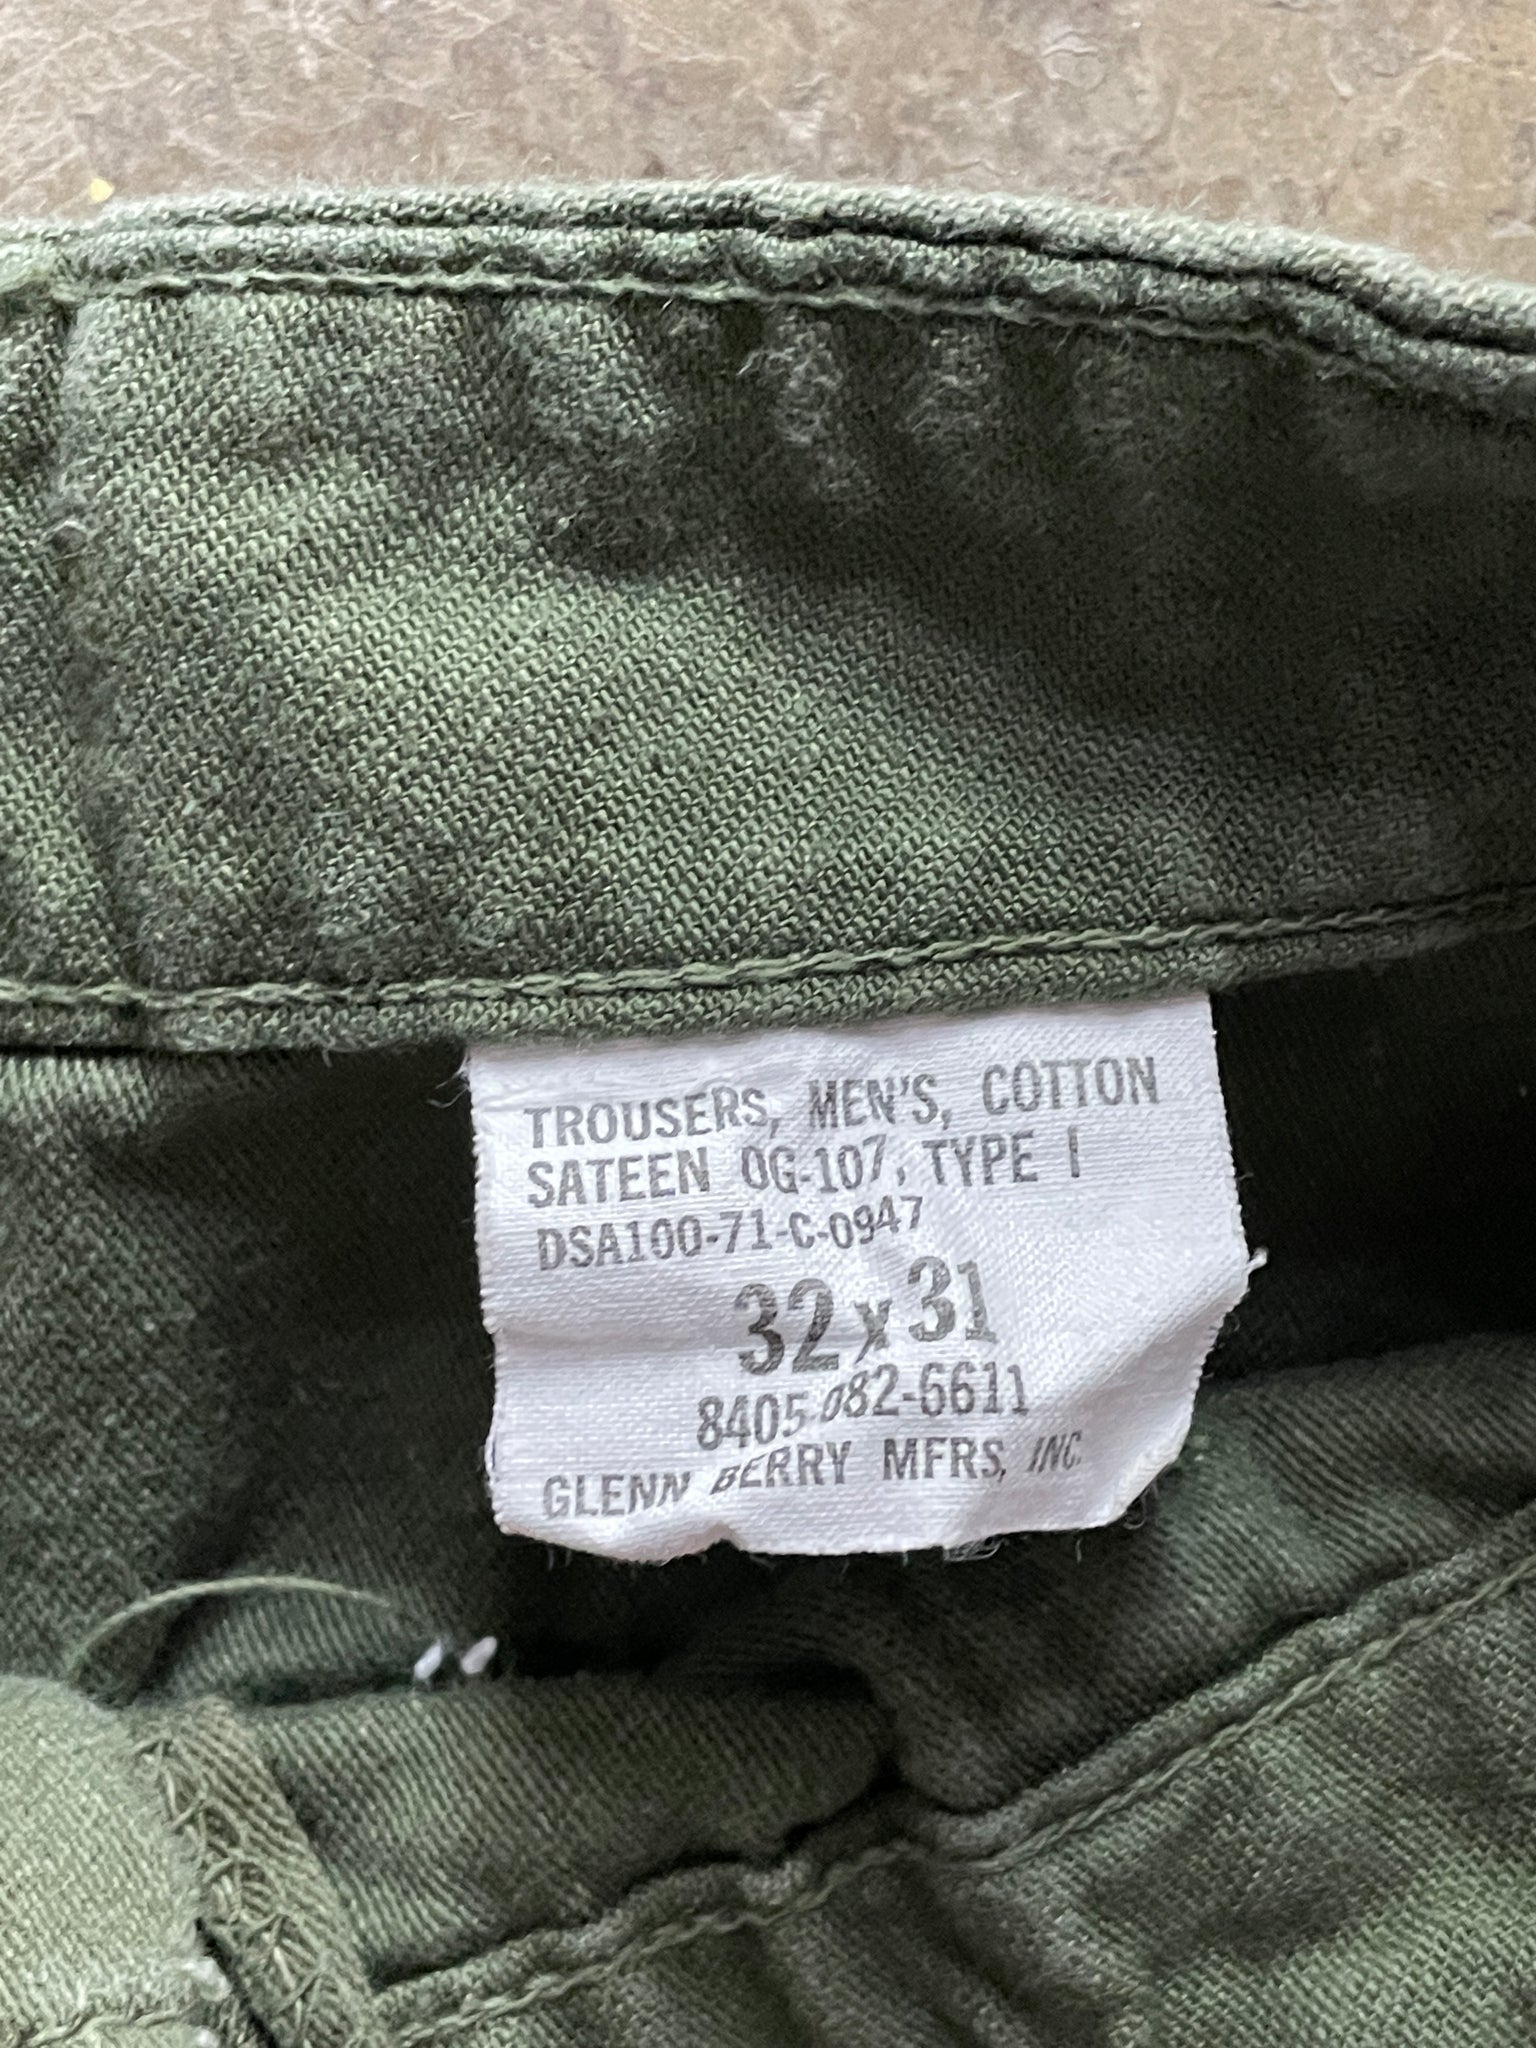 TROUSERS, MEN'S, COTTON
SATEEN OG-107, TYPE I
DSA100-71-C-0947
32 x 31
8405-082-6611
GLENN BERRY MFRS, INC.